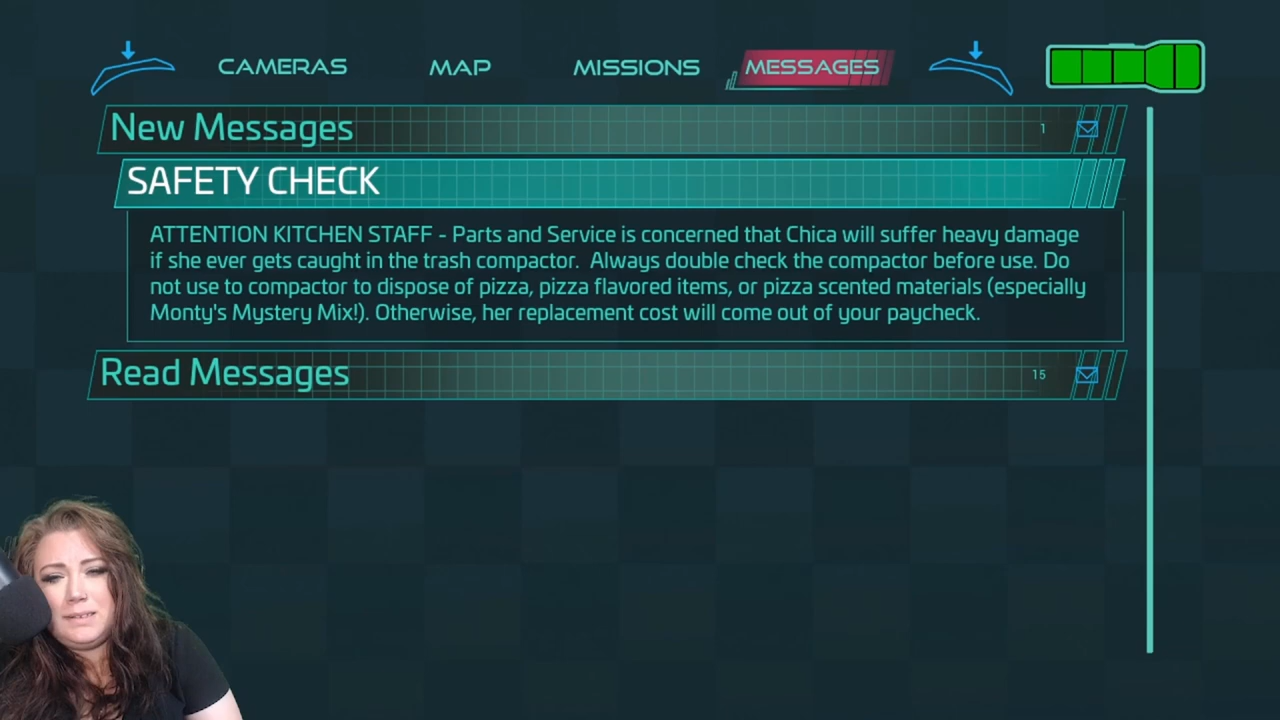 CAMERAS MAP MISSIONS MESSAGES
New Messages 1
SAFETY CHECK
ATTENTION KITCHEN STAFF - Parts and Service is concerned that Chica will suffer heavy damage
if she ever gets caught in the trash compactor. Always double check the compactor before use. Do
not use to compactor to dispose of pizza, pizza flavored items, or pizza scented materials (especially
Monty's Mystery Mix!). Otherwise, her replacement cost will come out of your paycheck.
Read Messages 15